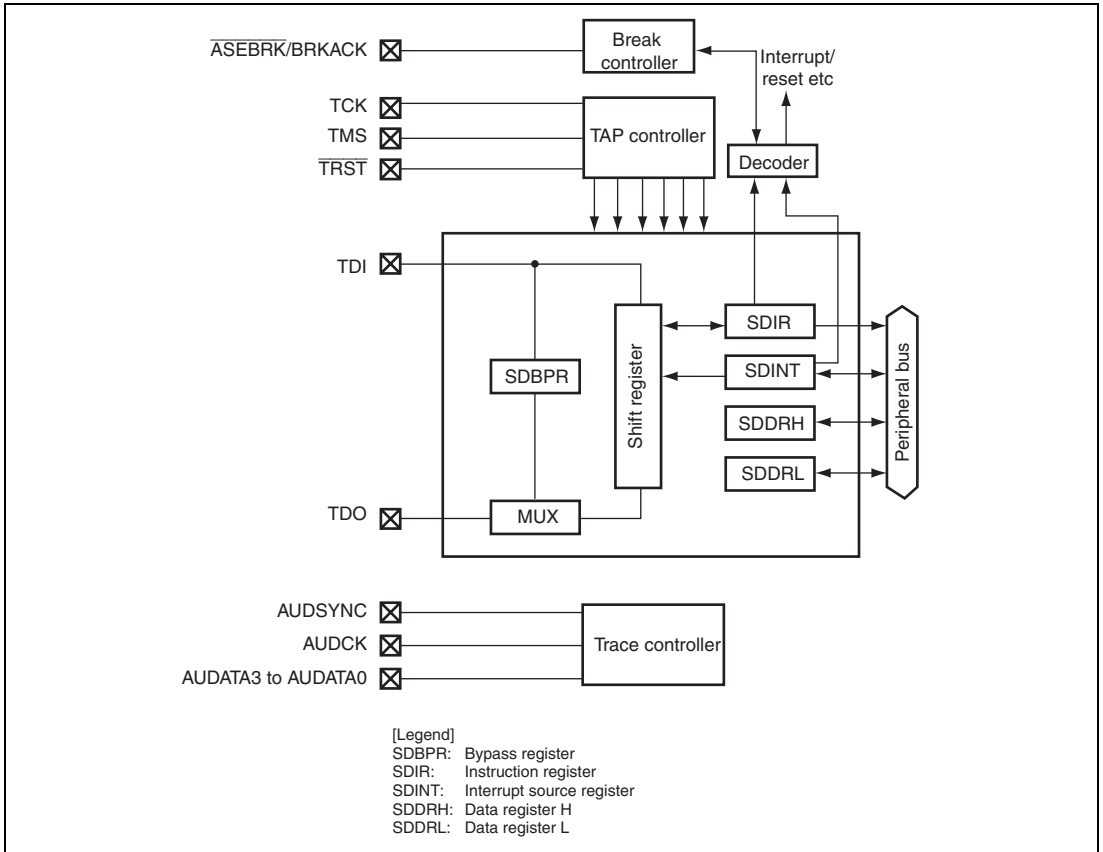 ASEBRK/BRKACK
Break
controller
Interrupt/
reset etc
TCK
TMS
TRST
TAP controller
Decoder
TDI
SDBPR
Shift register
SDIR
SDINT
SDDRH
SDDRL
Peripheral bus
TDO
MUX
AUDSYNC
AUDCK
AUDATA3 to AUDATA0
Trace controller
[Legend]
SDBPR: Bypass register
SDIR: Instruction register
SDINT: Interrupt source register
SDDRH: Data register H
SDDRL: Data register L